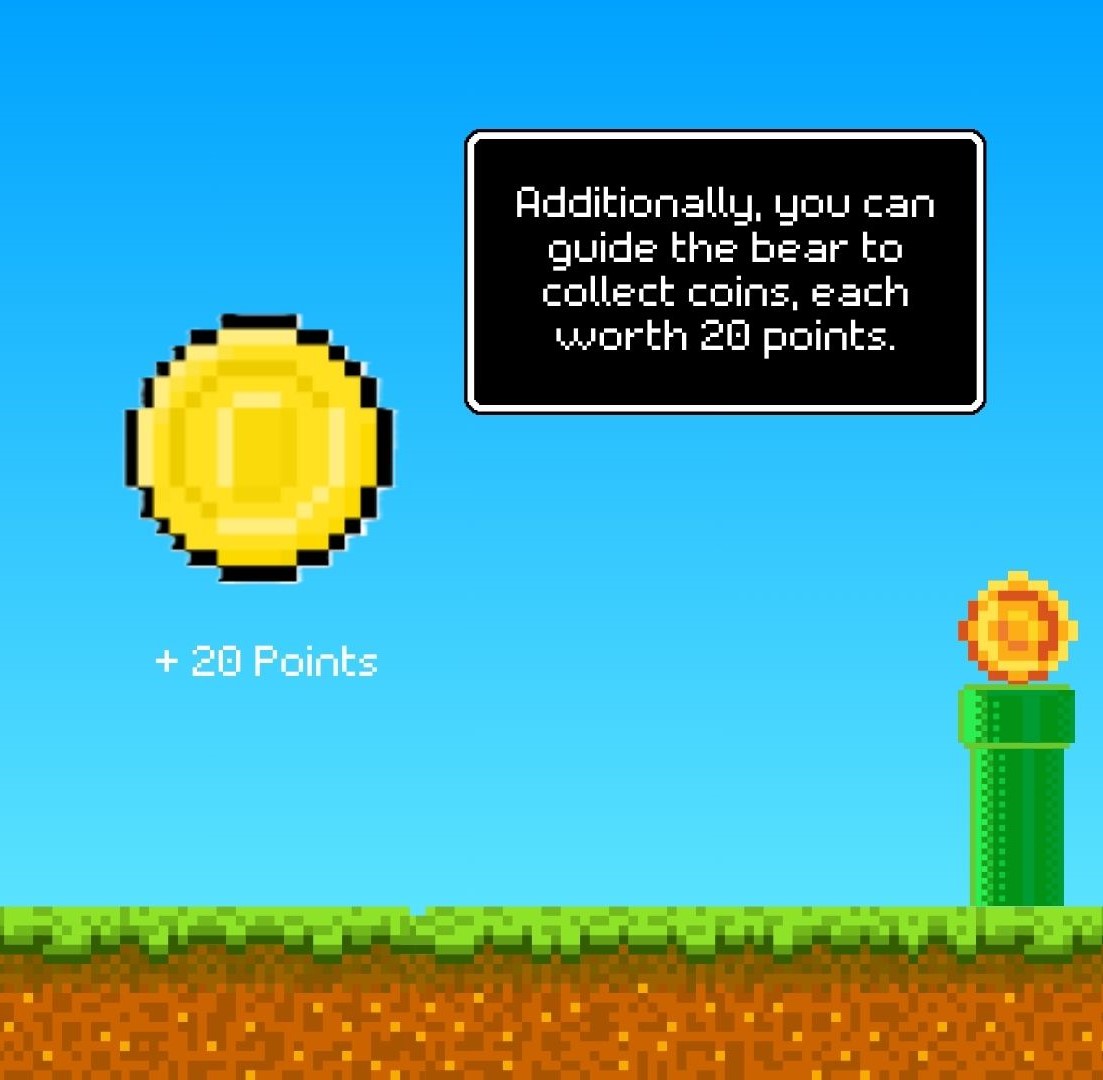 Additionally, you can
guide the bear to
collect coins, each
worth 20 points.
+ 20 Points